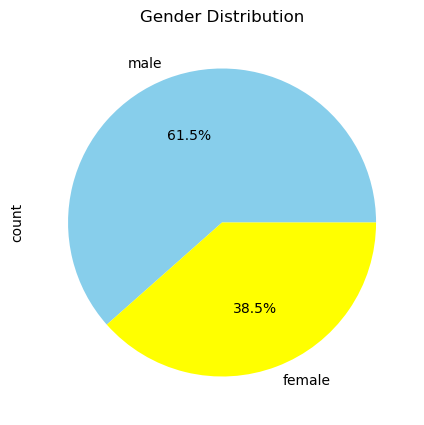 Gender Distribution
male
61.5%
count
38.5%
female